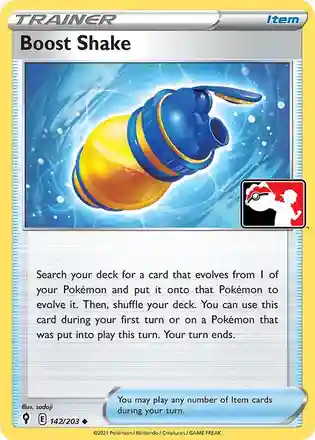 TRAINER Item
Boost Shake
Search your deck for a card that evolves from 1 of
your Pokémon and put it onto that Pokémon to
evolve it. Then, shuffle your deck. You can use this
card during your first turn or on a Pokémon that
was put into play this turn. Your turn ends.
Illus. sadaji
You may play any number of Item cards
during your turn.
E 142/203
©2021 Pokémon / Nintendo / Creatures / GAME FREAK